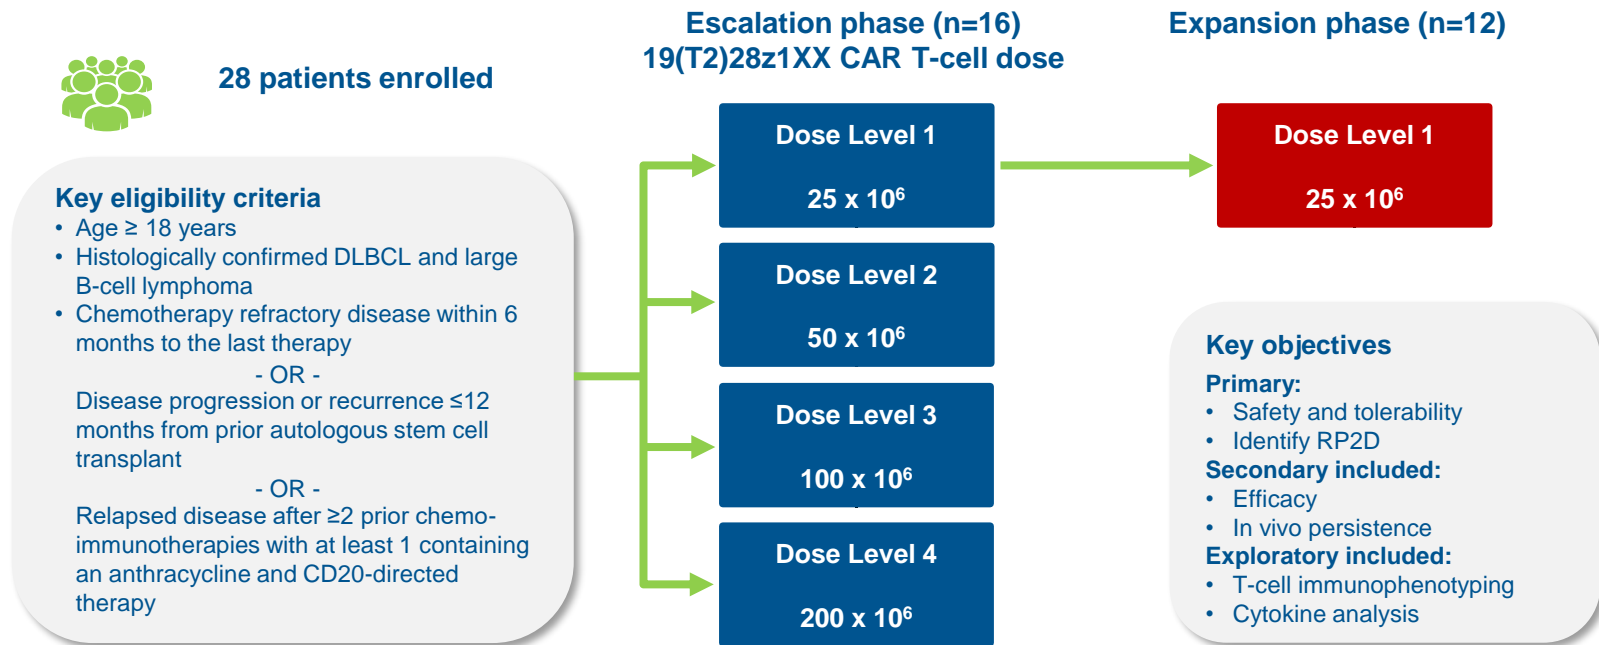 28 patients enrolled
Key eligibility criteria
• Age ≥ 18 years
• Histologically confirmed DLBCL and large
B-cell lymphoma
• Chemotherapy refractory disease within 6
months to the last therapy
- OR -
Disease progression or recurrence ≤12
months from prior autologous stem cell
transplant
- OR -
Relapsed disease after ≥2 prior chemo-
immunotherapies with at least 1 containing
an anthracycline and CD20-directed
therapy
Escalation phase (n=16)
19(T2)28z1XX CAR T-cell dose
Dose Level 1
25 x 10⁶
Dose Level 2
50 x 10⁶
Dose Level 3
100 x 10⁶
Dose Level 4
200 x 10⁶
Expansion phase (n=12)
Dose Level 1
25 x 10⁶
Key objectives
Primary:
• Safety and tolerability
• Identify RP2D
Secondary included:
• Efficacy
• In vivo persistence
Exploratory included:
• T-cell immunophenotyping
• Cytokine analysis